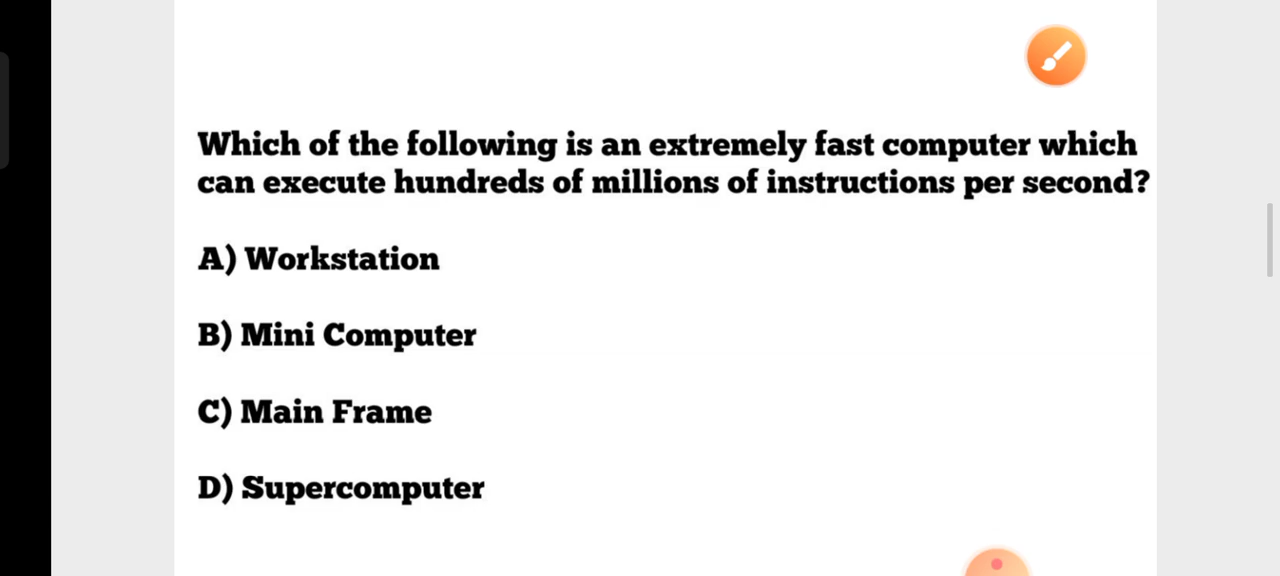 Which of the following is an extremely fast computer which
can execute hundreds of millions of instructions per second?
A) Workstation
B) Mini Computer
C) Main Frame
D) Supercomputer